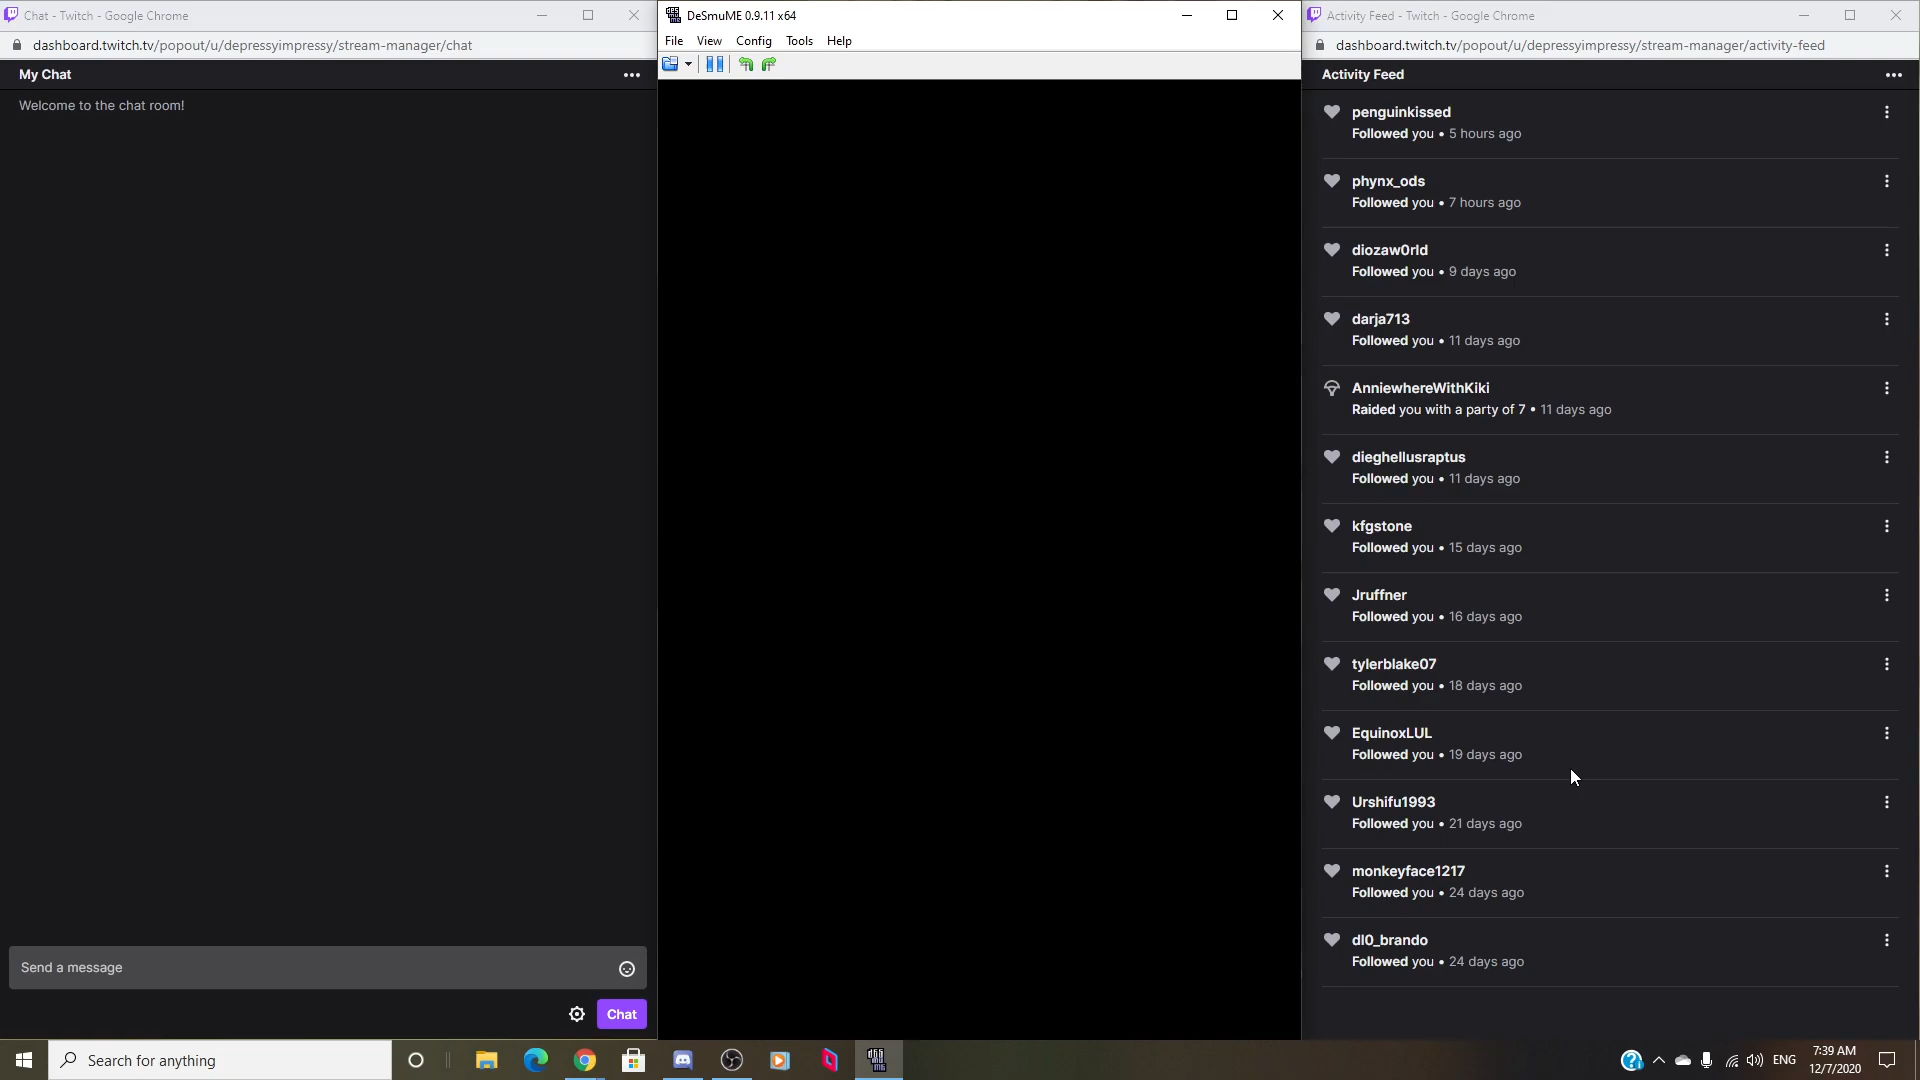 Chat - Twitch - Google Chrome
dashboard.twitch.tv/popout/u/depressyimpressy/stream-manager/chat
My Chat
Welcome to the chat room!
Send a message
Chat
DeSmuME 0.9.11 x64
File View Config Tools Help
Activity Feed - Twitch - Google Chrome
dashboard.twitch.tv/popout/u/depressyimpressy/stream-manager/activity-feed
Activity Feed
penguinkissed
Followed you • 5 hours ago
phynx_ods
Followed you • 7 hours ago
diozaw0rld
Followed you • 9 days ago
darja713
Followed you • 11 days ago
AnniewhereWithKiki
Raided you with a party of 7 • 11 days ago
dieghellusraptus
Followed you • 11 days ago
kfgstone
Followed you • 15 days ago
Jruffner
Followed you • 16 days ago
tylerblake07
Followed you • 18 days ago
EquinoxLUL
Followed you • 19 days ago
Urshifu1993
Followed you • 21 days ago
monkeyface1217
Followed you • 24 days ago
dl0_brando
Followed you • 24 days ago
Search for anything
ENG
7:39 AM
12/7/2020